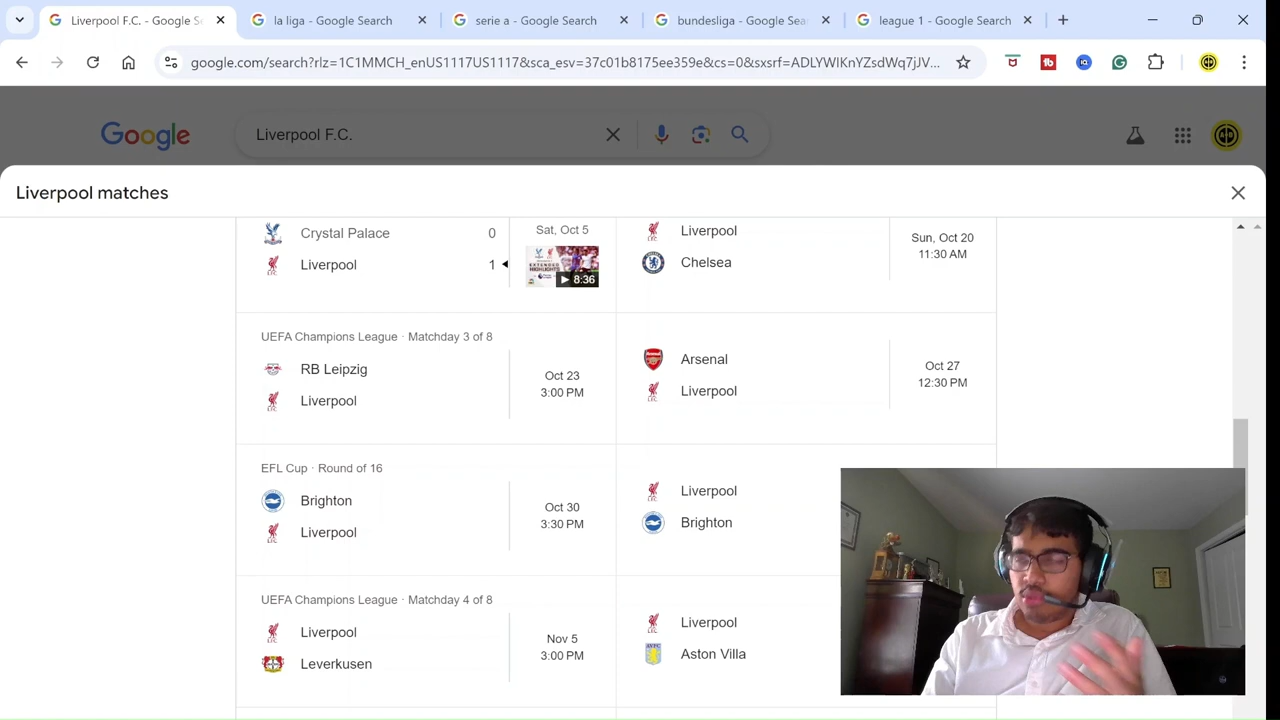 Liverpool F.C. - Google S
la liga - Google Search
serie a - Google Search
bundesliga - Google Sea
league 1 - Google Search
google.com/search?rlz=1C1MMCH_enUS1117US1117&sca_esv=37c01b8175ee359e&cs=0&sxsrf=ADLYWIKnYZsdWq7jJV...
Google
Liverpool F.C.
Liverpool matches
Crystal Palace 0
Liverpool 1
Sat, Oct 5
8:36
Liverpool
Chelsea
Sun, Oct 20
11:30 AM
UEFA Champions League · Matchday 3 of 8
RB Leipzig
Liverpool
Oct 23
3:00 PM
Arsenal
Liverpool
Oct 27
12:30 PM
EFL Cup · Round of 16
Brighton
Liverpool
Oct 30
3:30 PM
Liverpool
Brighton
UEFA Champions League · Matchday 4 of 8
Liverpool
Leverkusen
Nov 5
3:00 PM
Liverpool
Aston Villa